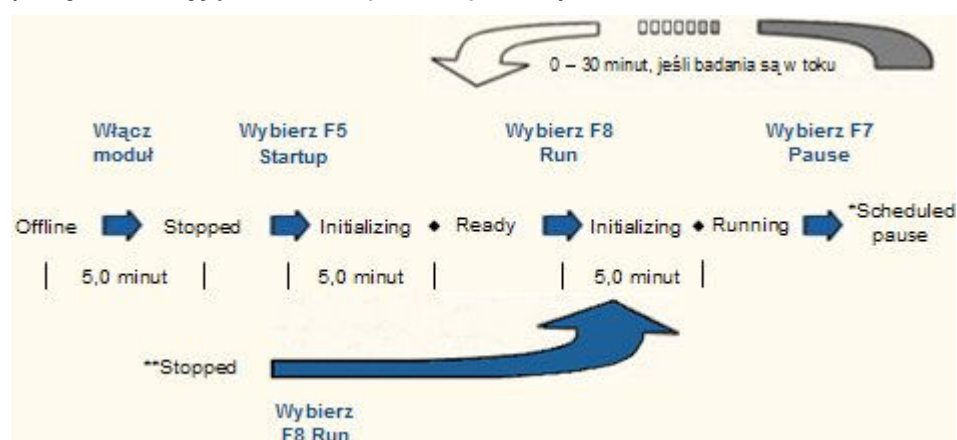 0 – 30 minut, jeśli badania są w toku
Włącz
moduł
Wybierz F5
Startup
Wybierz F8
Run
Wybierz F7
Pause
Offline
Stopped
Initializing
Ready
Initializing
Running
*Scheduled
pause
5,0 minut
5,0 minut
5,0 minut
**Stopped
Wybierz
F8 Run